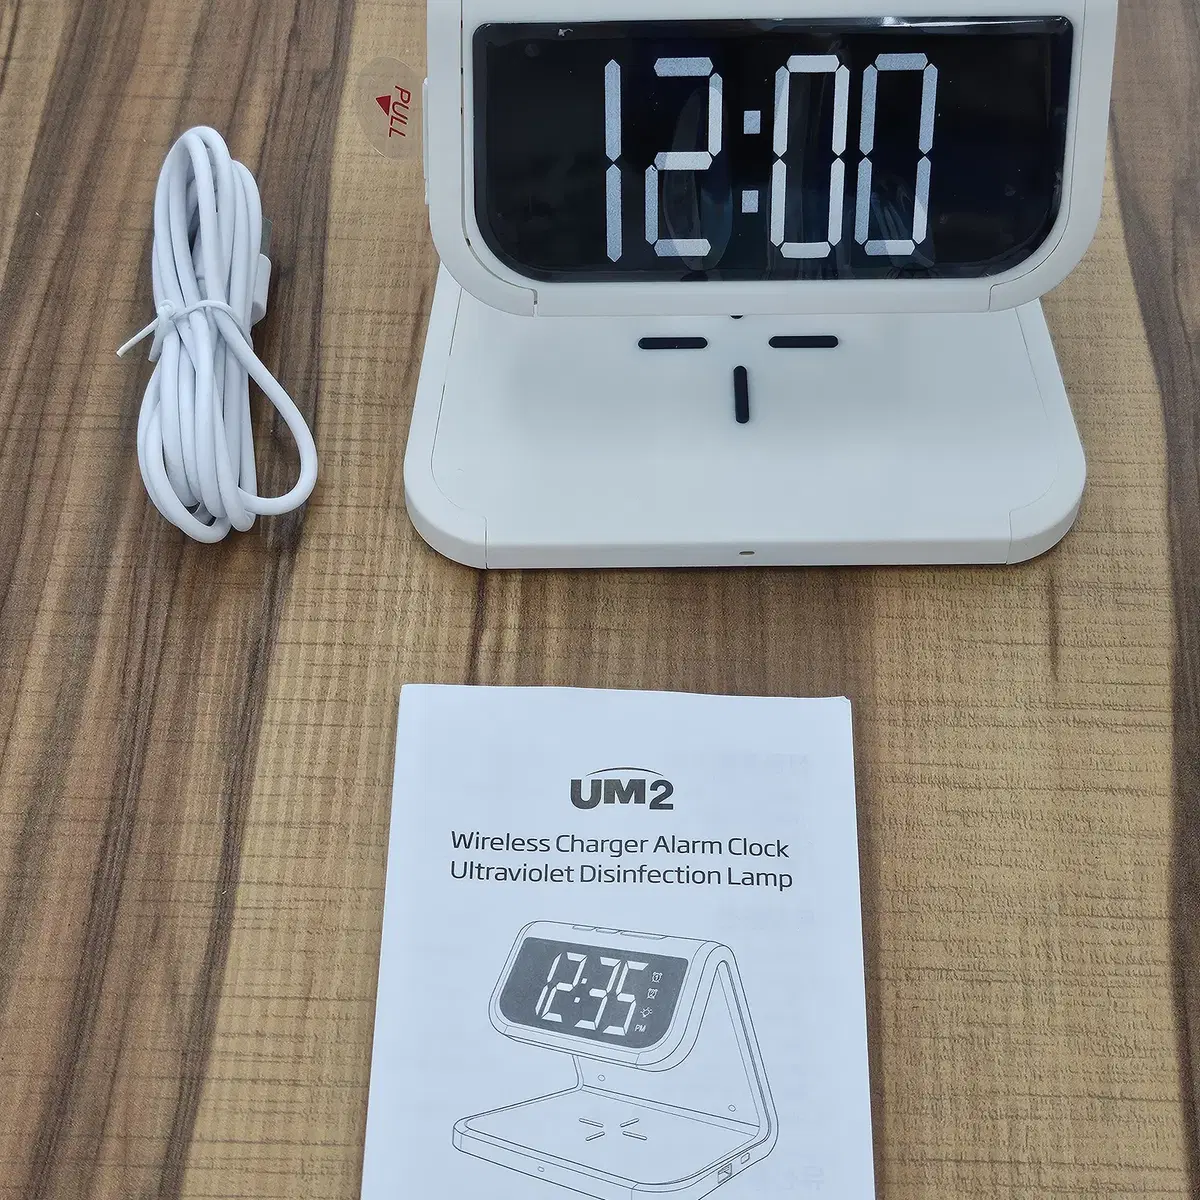 12:00
PULL
UM2
Wireless Charger Alarm Clock
Ultraviolet Disinfection Lamp
12:35
PM